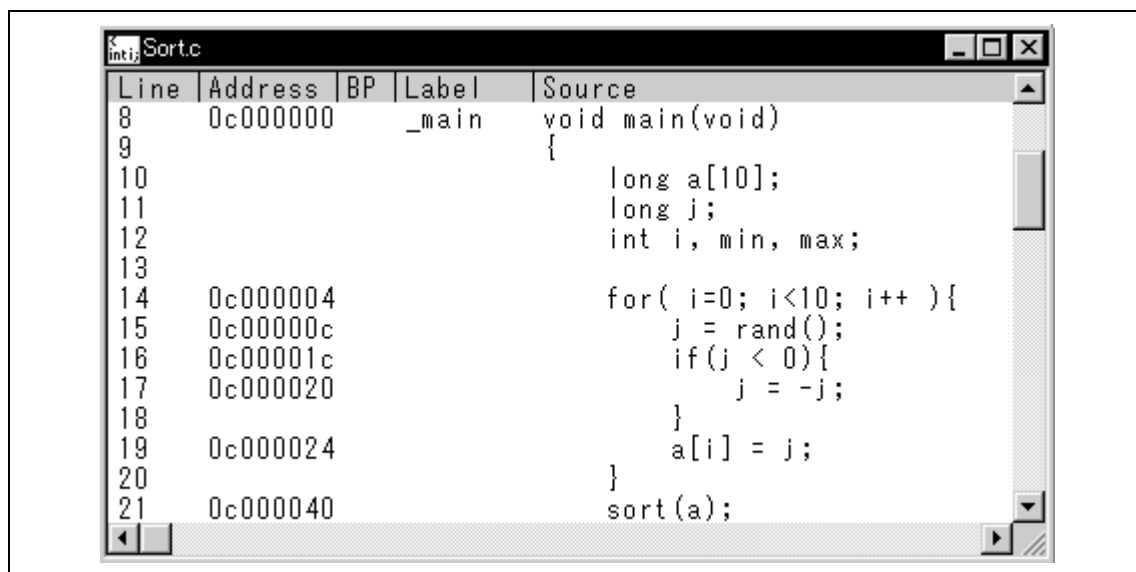 Sort.c
Line Address BP Label Source
8 0c000000 _main void main(void)
9 {
10 long a[10];
11 long j;
12 int i, min, max;
13
14 0c000004 for( i=0; i<10; i++ ){
15 0c00000c j = rand();
16 0c00001c if(j < 0){
17 0c000020 j = -j;
18 }
19 0c000024 a[i] = j;
20 }
21 0c000040 sort(a);